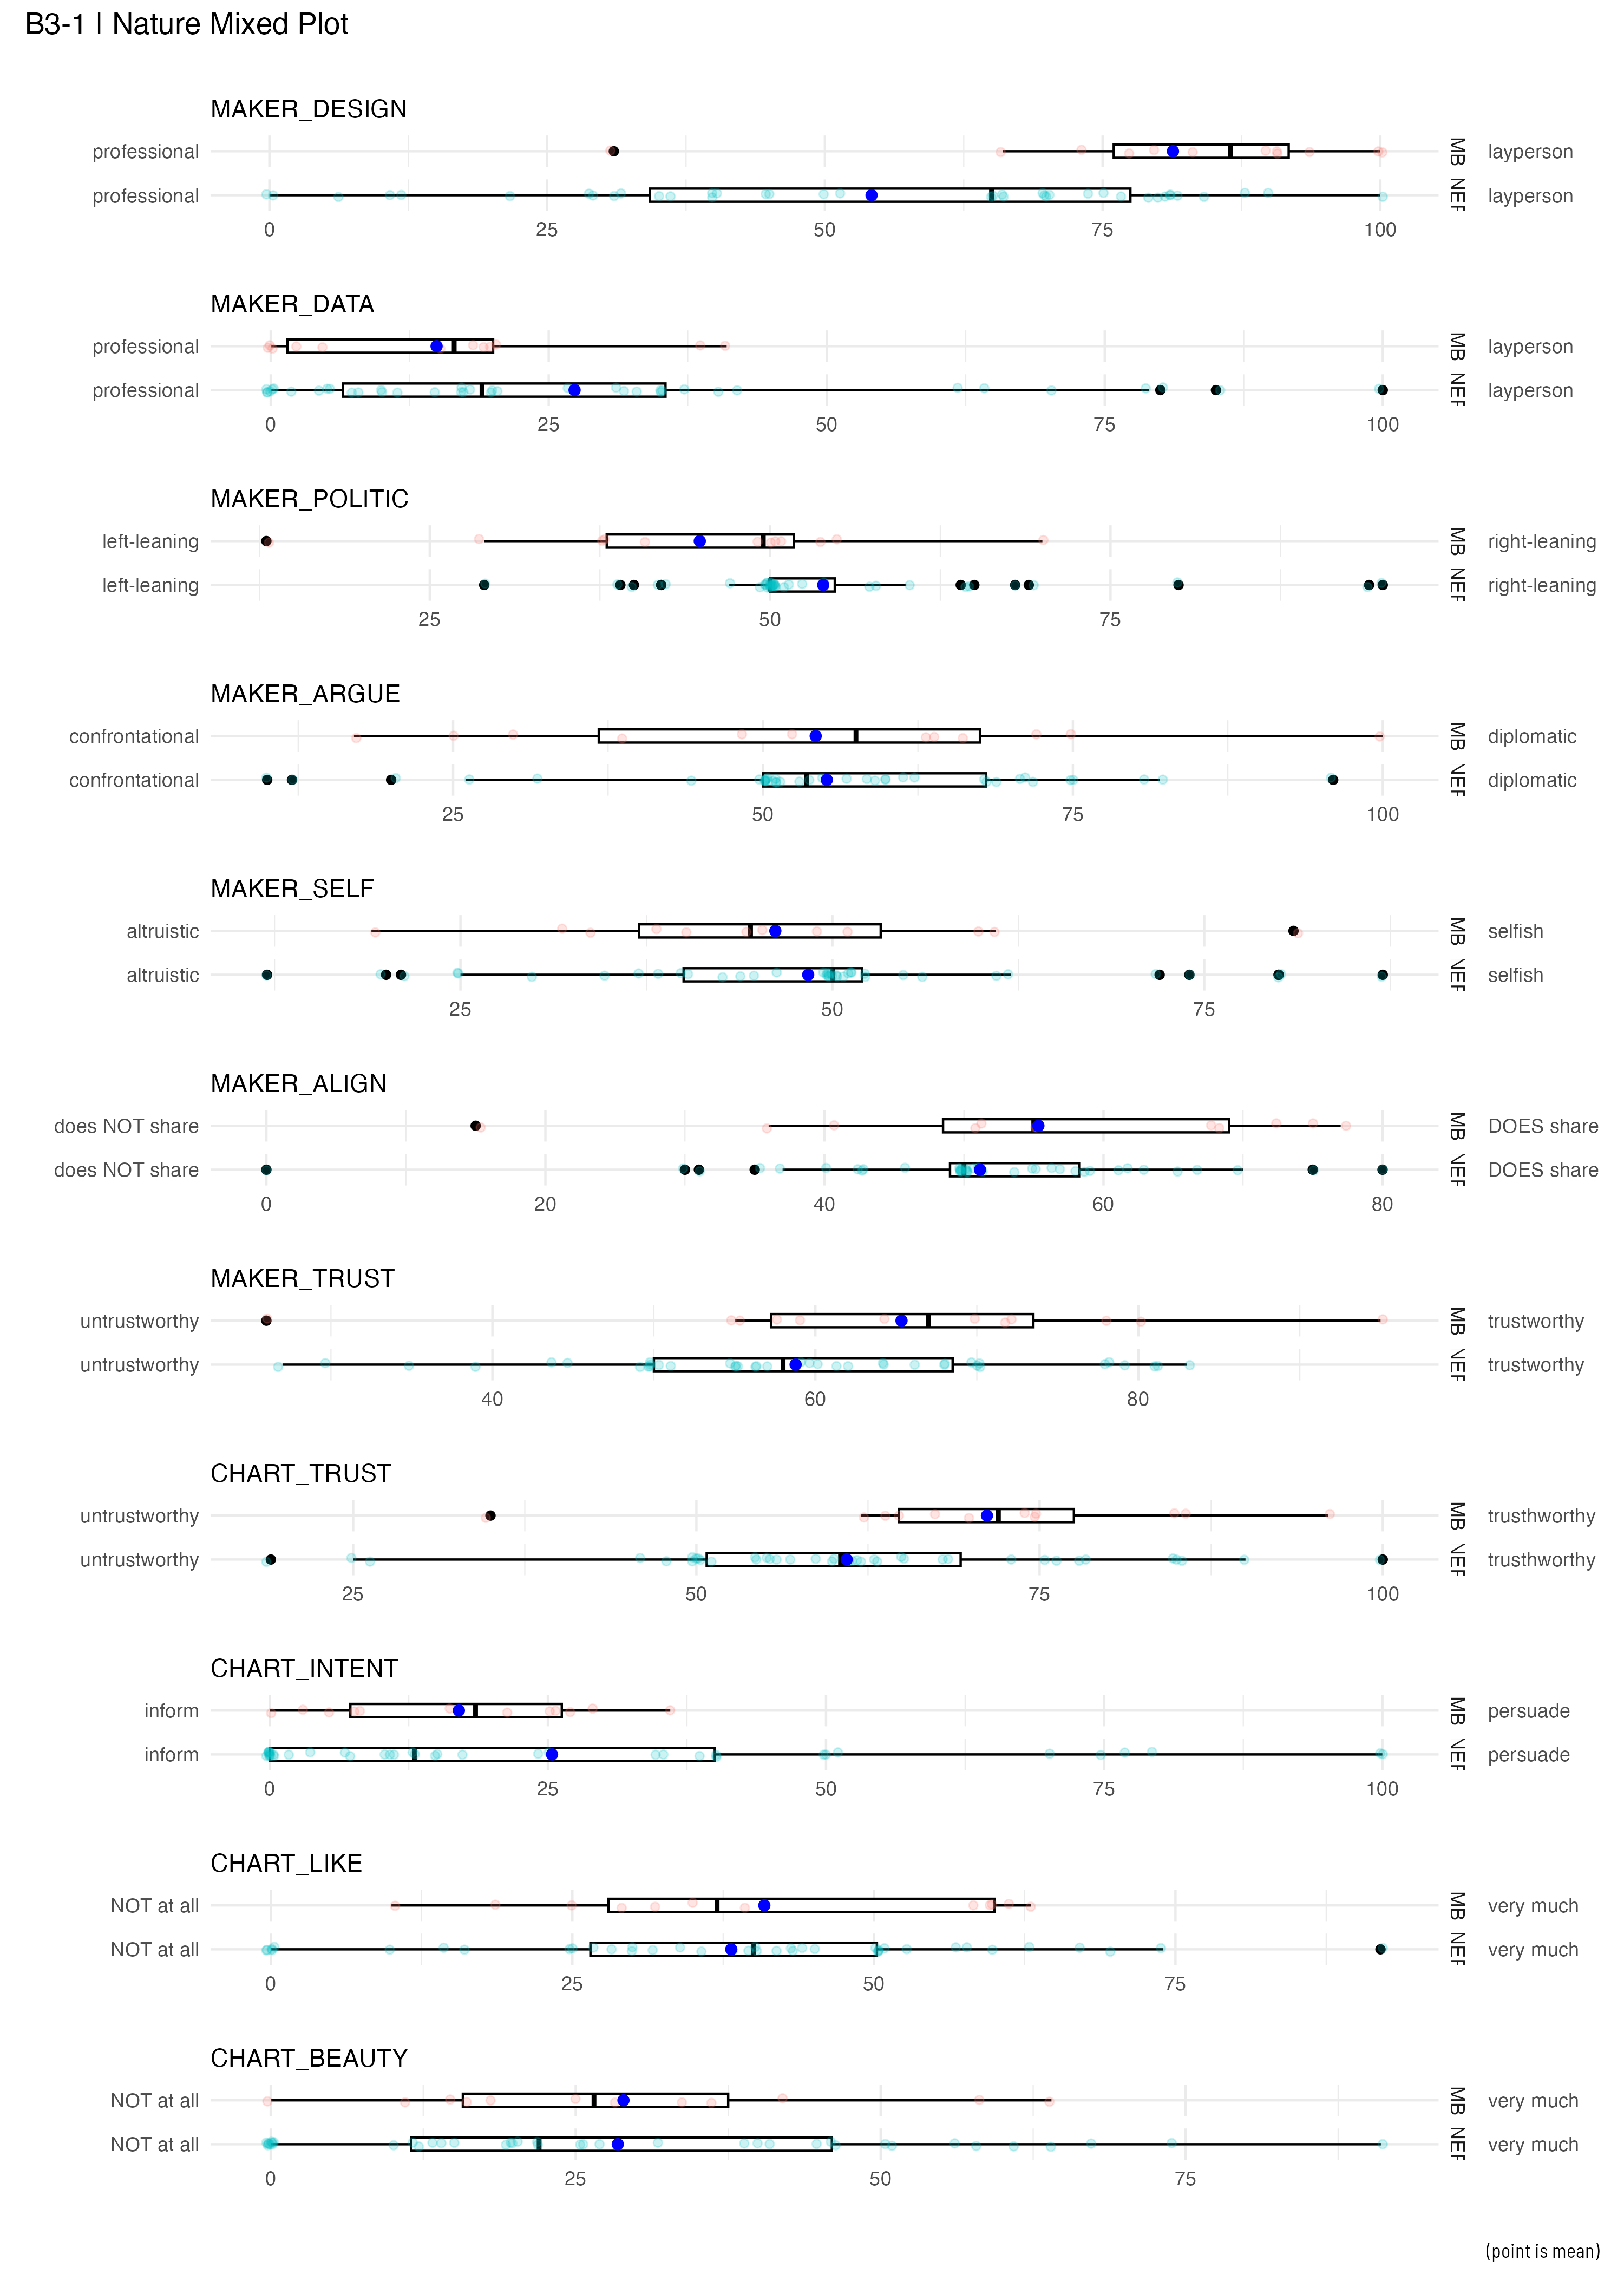 B3-1 | Nature Mixed Plot
MAKER_DESIGN
professional MB layperson
professional NEF layperson
0 25 50 75 100
MAKER_DATA
professional MB layperson
professional NEF layperson
0 25 50 75 100
MAKER_POLITIC
left-leaning MB right-leaning
left-leaning NEF right-leaning
25 50 75
MAKER_ARGUE
confrontational MB diplomatic
confrontational NEF diplomatic
25 50 75 100
MAKER_SELF
altruistic MB selfish
altruistic NEF selfish
25 50 75
MAKER_ALIGN
does NOT share MB DOES share
does NOT share NEF DOES share
0 20 40 60 80
MAKER_TRUST
untrustworthy MB trustworthy
untrustworthy NEF trustworthy
40 60 80
CHART_TRUST
untrustworthy MB trusthworthy
untrustworthy NEF trusthworthy
25 50 75 100
CHART_INTENT
inform MB persuade
inform NEF persuade
0 25 50 75 100
CHART_LIKE
NOT at all MB very much
NOT at all NEF very much
0 25 50 75
CHART_BEAUTY
NOT at all MB very much
NOT at all NEF very much
0 25 50 75
(point is mean)